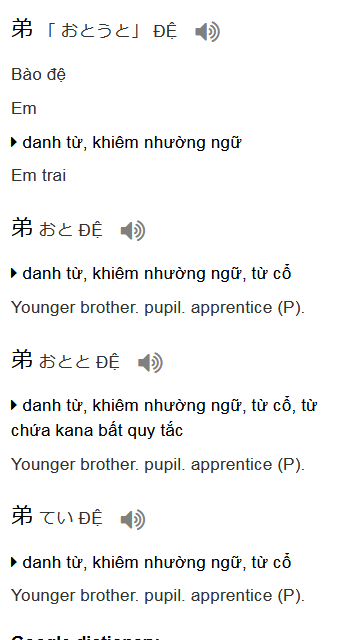 弟 「 おとうと」 ĐỆ
Bào đệ
Em
danh từ, khiêm nhường ngữ
Em trai
弟 おと ĐỆ
danh từ, khiêm nhường ngữ, từ cổ
Younger brother. pupil. apprentice (P).
弟 おとと ĐỆ
danh từ, khiêm nhường ngữ, từ cổ, từ
chứa kana bất quy tắc
Younger brother. pupil. apprentice (P).
弟 てい ĐỆ
danh từ, khiêm nhường ngữ, từ cổ
Younger brother. pupil. apprentice (P).